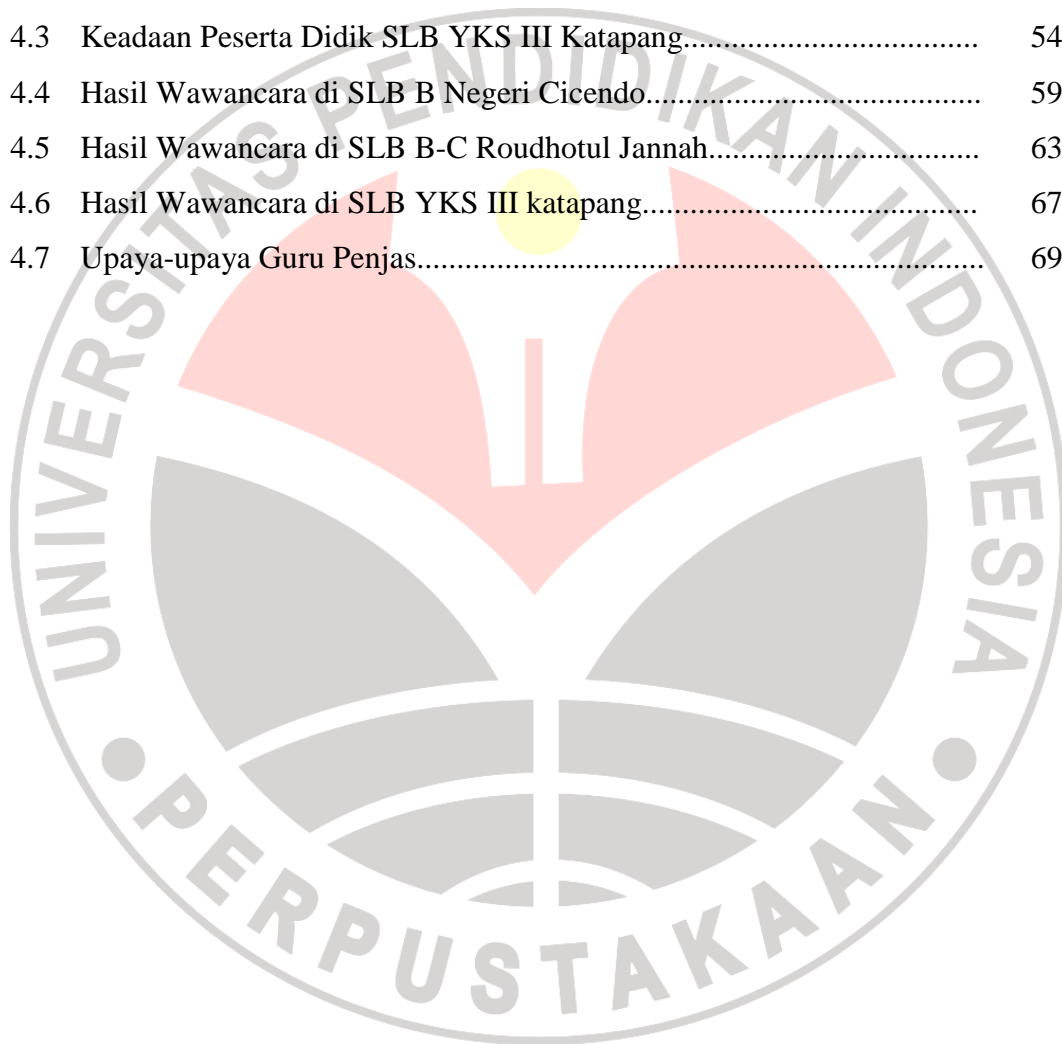 4.3 Keadaan Peserta Didik SLB YKS III Katapang................................... 54
4.4 Hasil Wawancara di SLB B Negeri Cicendo........................................ 59
4.5 Hasil Wawancara di SLB B-C Roudhotul Jannah................................ 63
4.6 Hasil Wawancara di SLB YKS III katapang........................................ 67
4.7 Upaya-upaya Guru Penjas.................................................................... 69
UNIVERSITAS PENDIDIKAN INDONESIA
PERPUSTAKAAN